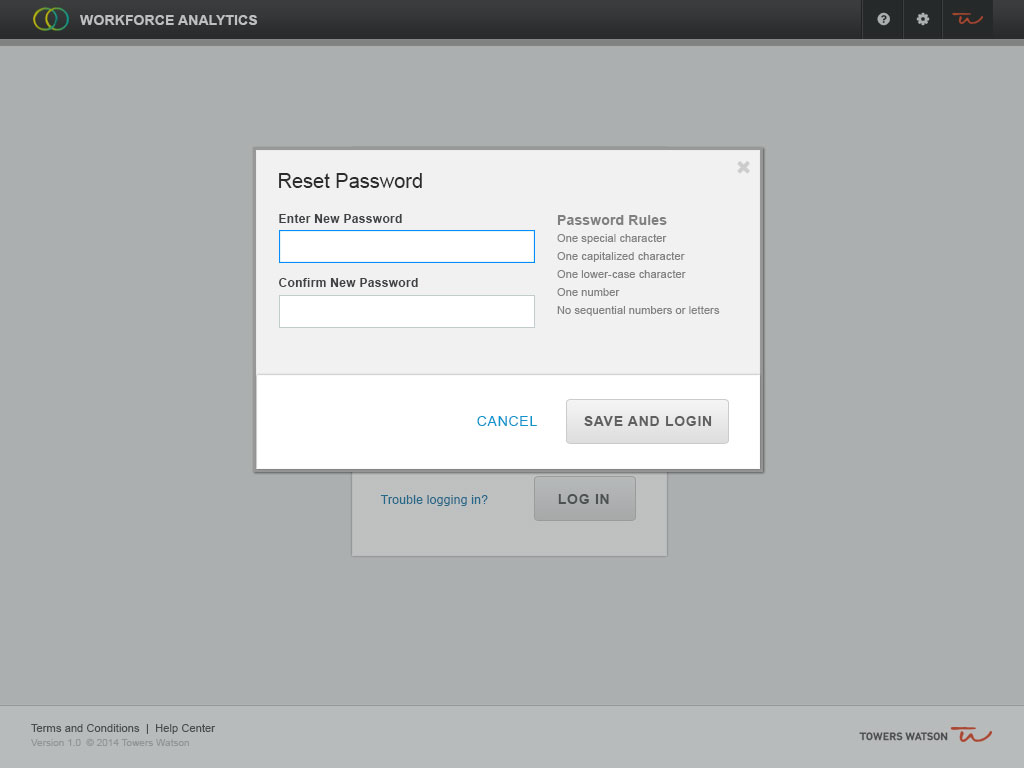 WORKFORCE ANALYTICS
Reset Password
Enter New Password
Confirm New Password
Password Rules
One special character
One capitalized character
One lower-case character
One number
No sequential numbers or letters
CANCEL
SAVE AND LOGIN
Trouble logging in?
LOG IN
Terms and Conditions | Help Center
Version 1.0 © 2014 Towers Watson
TOWERS WATSON